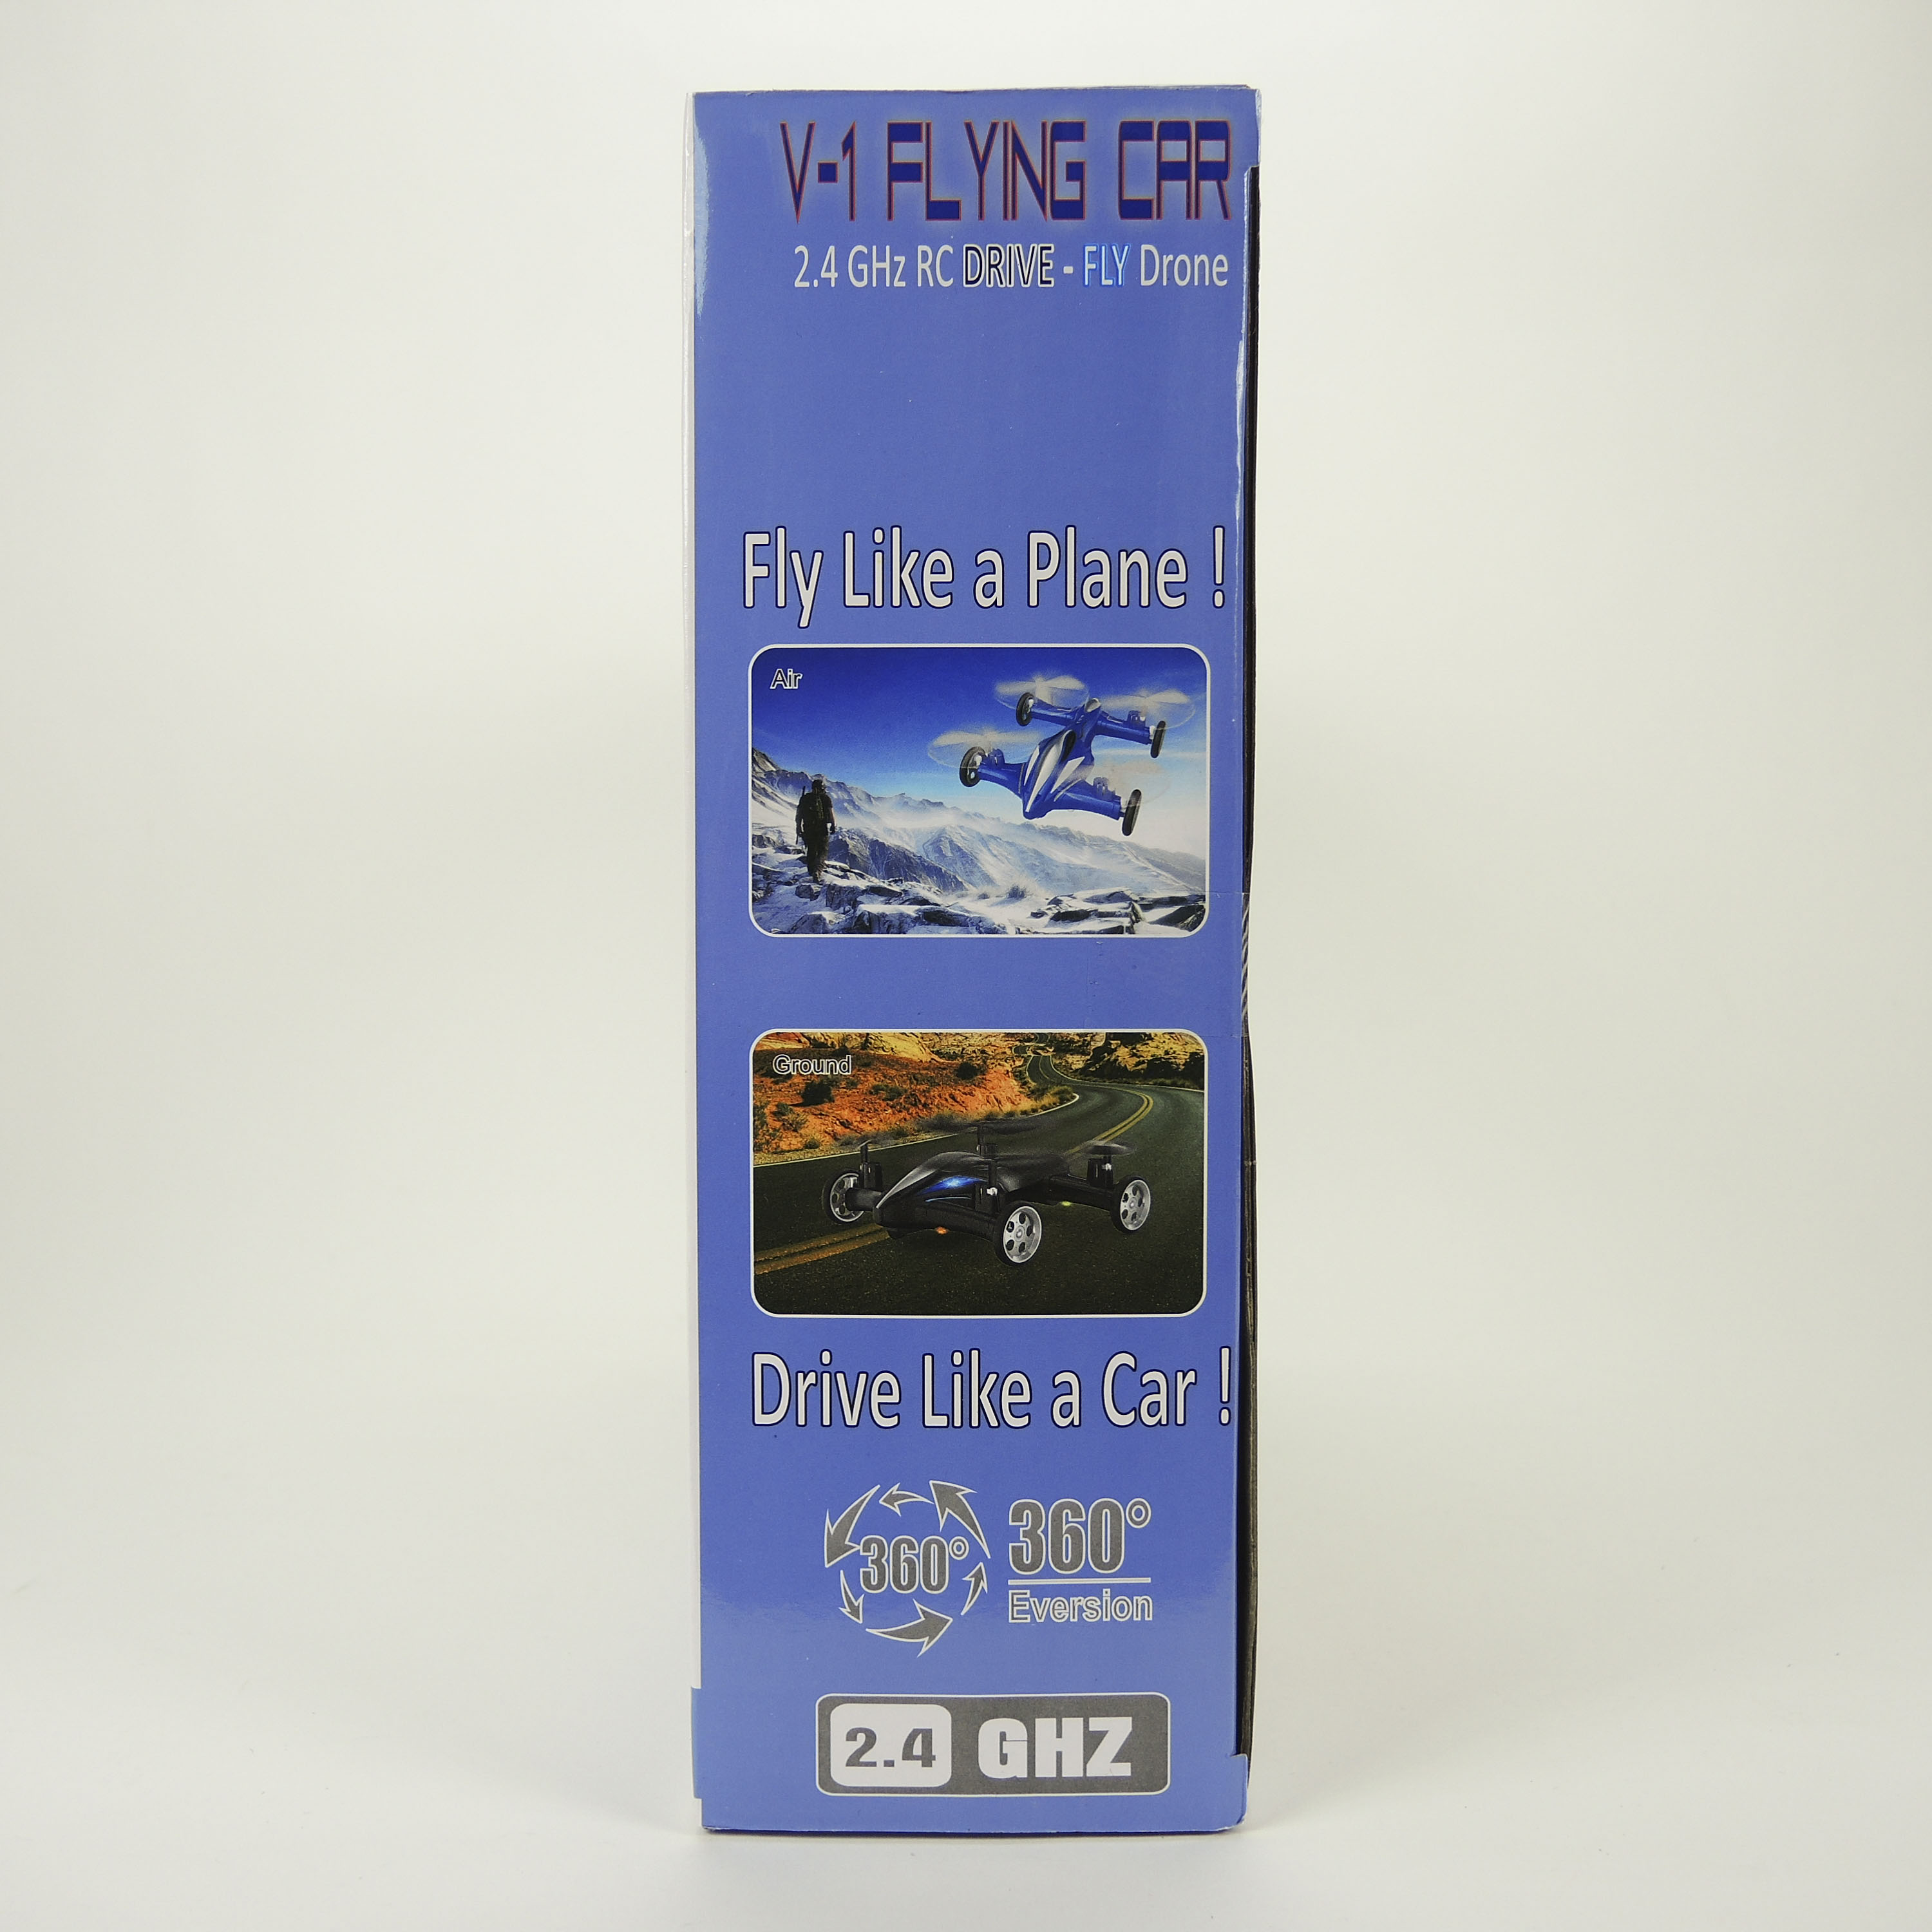 V-1 FLYING CAR
2.4 GHz RC DRIVE - FLY Drone
Fly Like a Plane !
Air
Ground
Drive Like a Car !
360°
360°
Eversion
2.4 GHZ